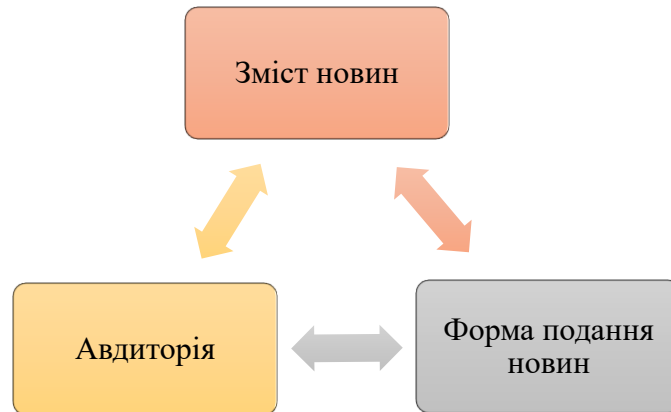 Зміст новин
Авдиторія
Форма подання
новин